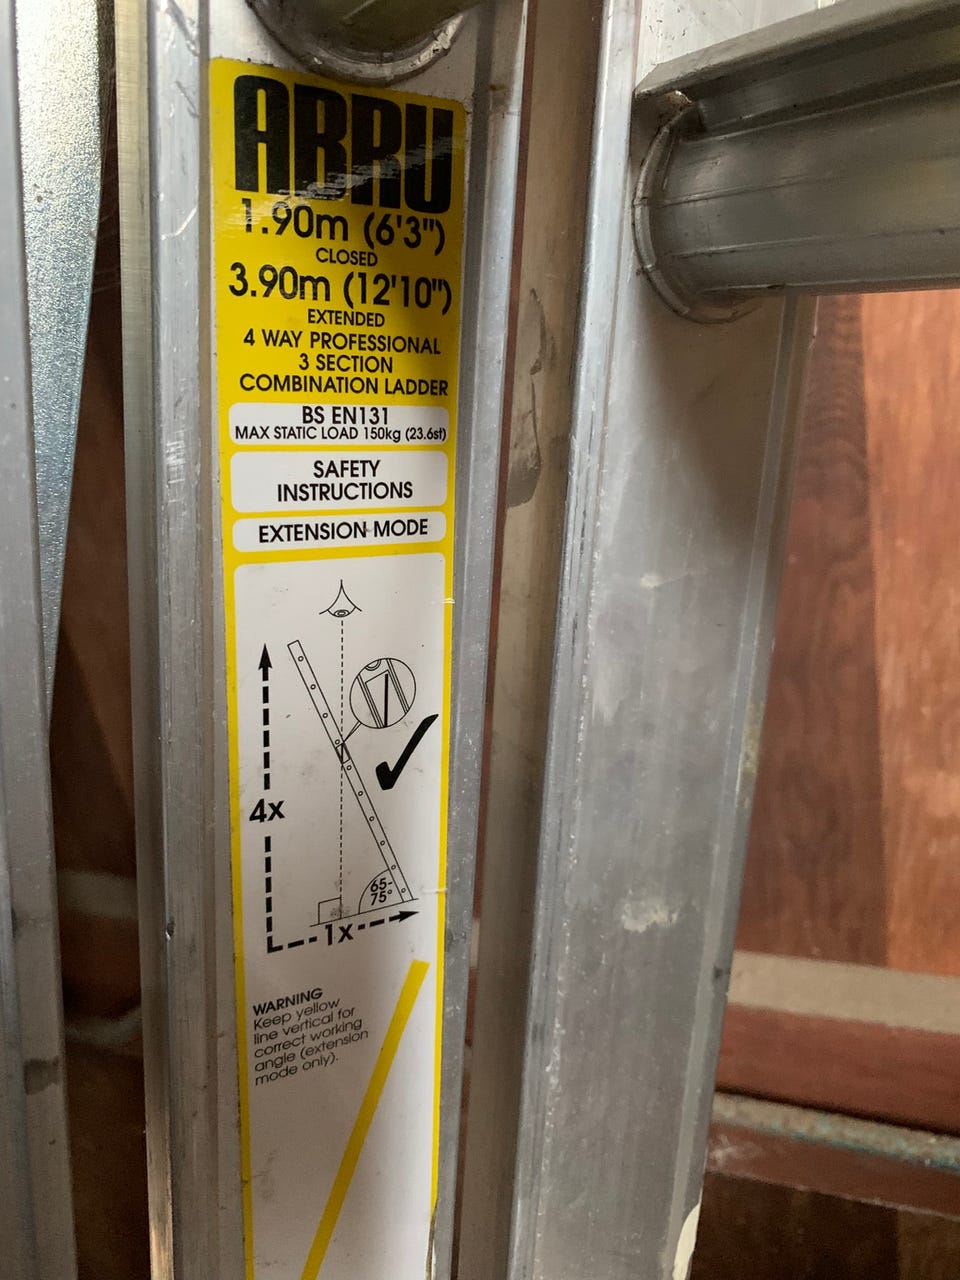 ABRU
1.90m (6'3")
CLOSED
3.90m (12'10")
EXTENDED
4 WAY PROFESSIONAL
3 SECTION
COMBINATION LADDER
BS EN131
MAX STATIC LOAD 150kg (23.6st)
SAFETY
INSTRUCTIONS
EXTENSION MODE
4x
65-
75°
1x
WARNING
Keep yellow
line vertical for
correct working
angle (extension
mode only).